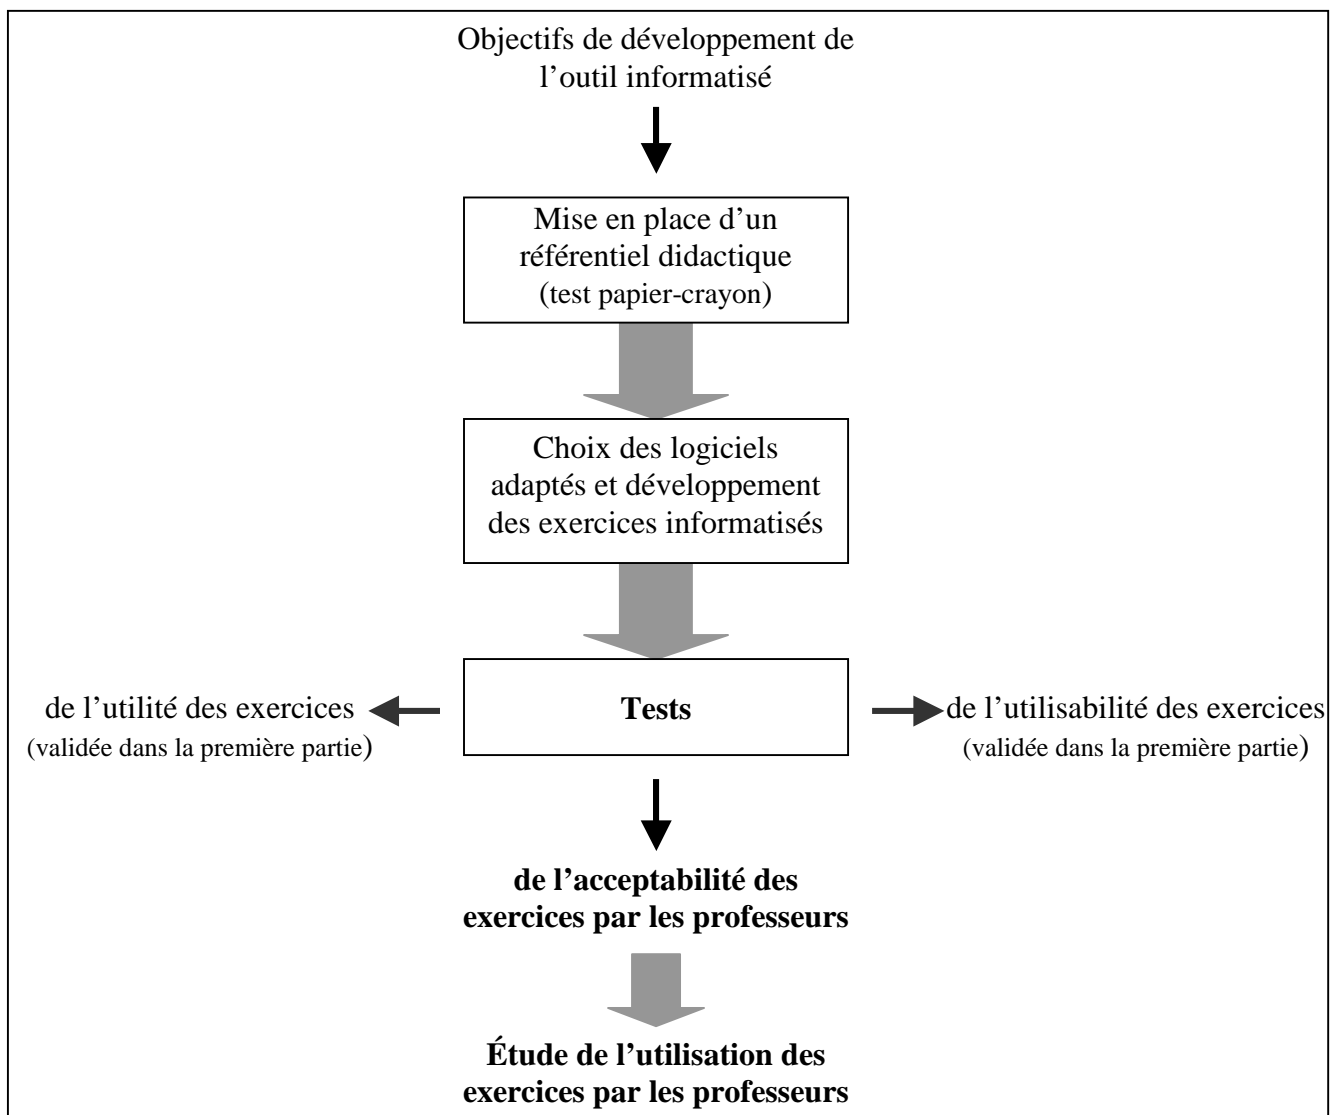 Objectifs de développement de
l’outil informatisé
Mise en place d’un
référentiel didactique
(test papier-crayon)
Choix des logiciels
adaptés et développement
des exercices informatisés
Tests
de l’utilité des exercices
(validée dans la première partie)
de l’utilisabilité des exercices
(validée dans la première partie)
de l’acceptabilité des
exercices par les professeurs
Étude de l’utilisation des
exercices par les professeurs